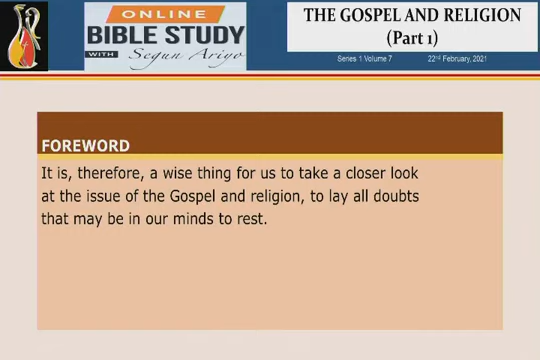 ONLINE
BIBLE STUDY
WITH Segun Ariyo
THE GOSPEL AND RELIGION
(Part 1)
Series 1 Volume 7 22nd February, 2021
FOREWORD
It is, therefore, a wise thing for us to take a closer look
at the issue of the Gospel and religion, to lay all doubts
that may be in our minds to rest.